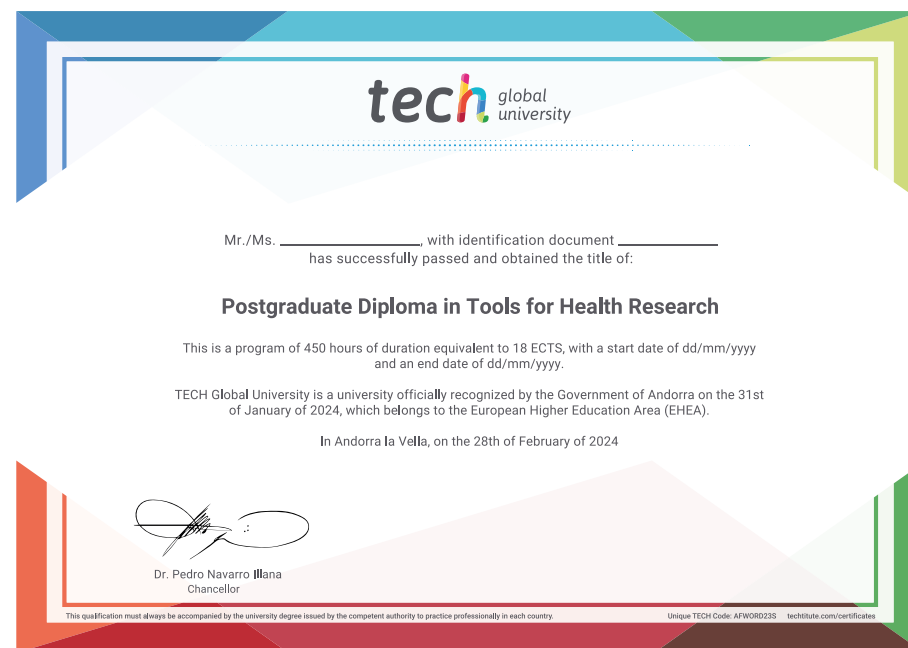 tech global university
Mr./Ms. ____________________, with identification document ______________
has successfully passed and obtained the title of:
Postgraduate Diploma in Tools for Health Research
This is a program of 450 hours of duration equivalent to 18 ECTS, with a start date of dd/mm/yyyy
and an end date of dd/mm/yyyy.
TECH Global University is a university officially recognized by the Government of Andorra on the 31st
of January of 2024, which belongs to the European Higher Education Area (EHEA).
In Andorra la Vella, on the 28th of February of 2024
Dr. Pedro Navarro Illana
Chancellor
This qualification must always be accompanied by the university degree issued by the competent authority to practice professionally in each country. Unique TECH Code: AFWORD23S techtitute.com/certificates